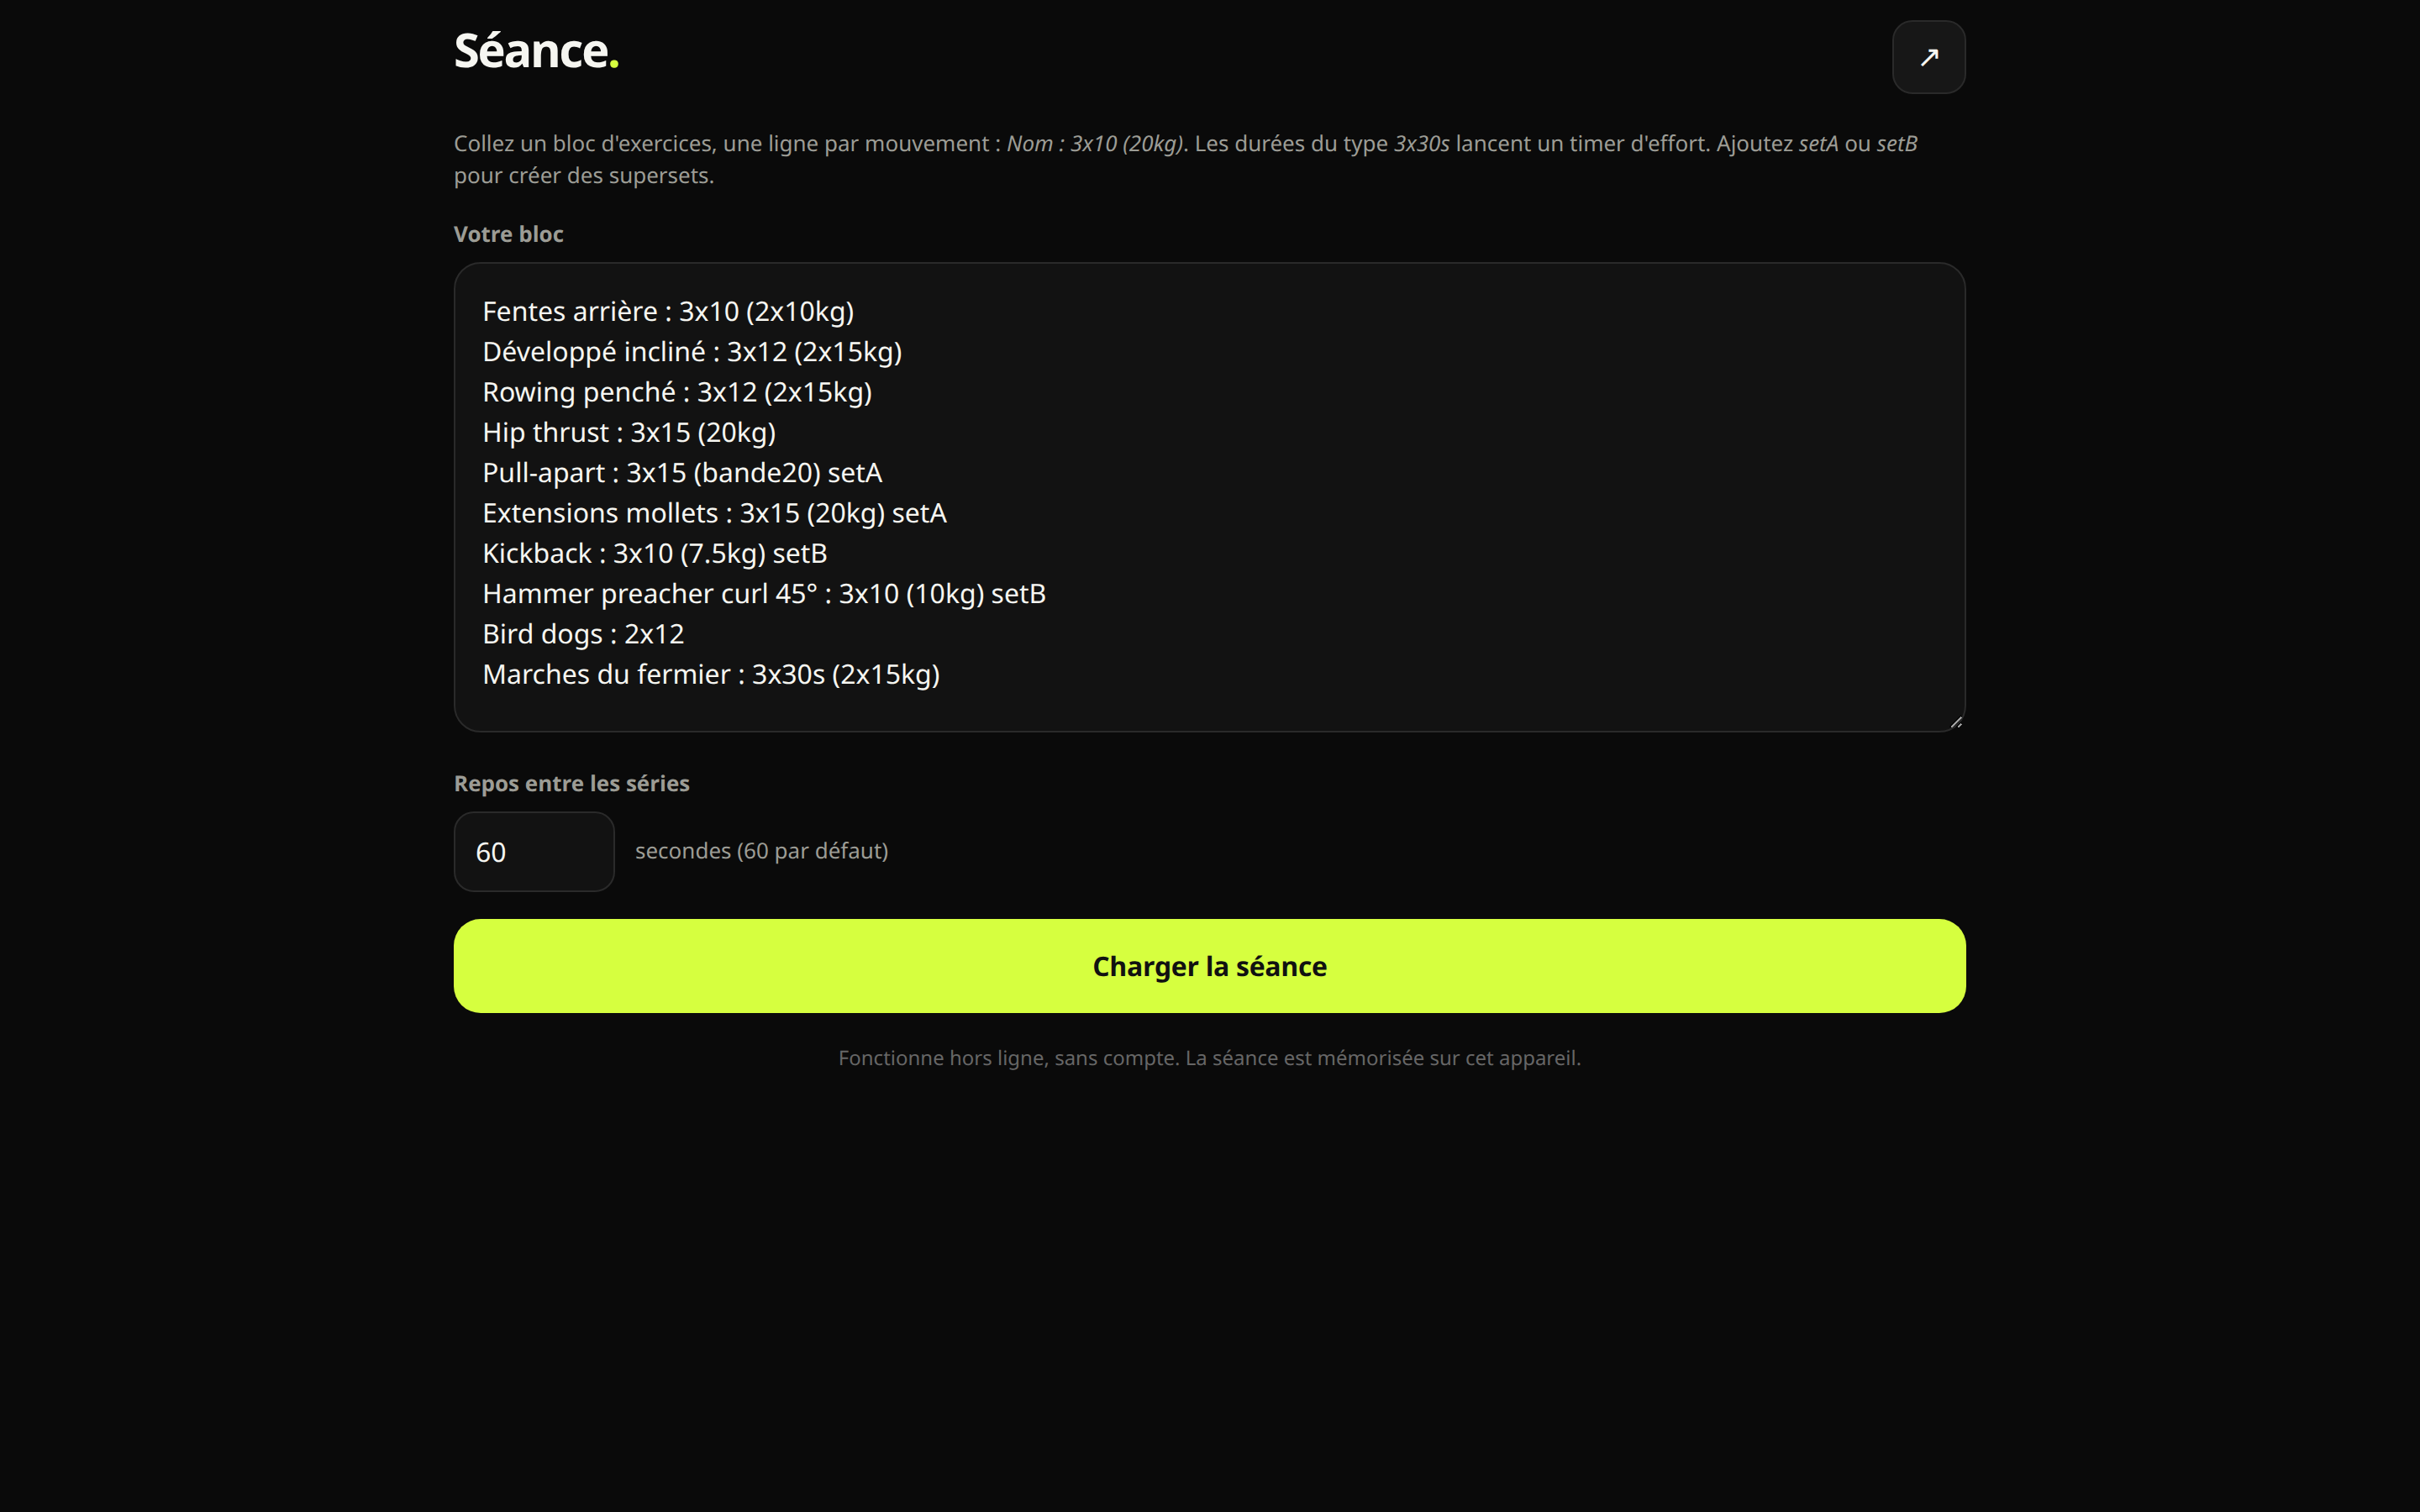 Séance.
↗
Collez un bloc d'exercices, une ligne par mouvement : Nom : 3x10 (20kg). Les durées du type 3x30s lancent un timer d'effort. Ajoutez setA ou setB
pour créer des supersets.
Votre bloc
Fentes arrière : 3x10 (2x10kg)
Développé incliné : 3x12 (2x15kg)
Rowing penché : 3x12 (2x15kg)
Hip thrust : 3x15 (20kg)
Pull-apart : 3x15 (bande20) setA
Extensions mollets : 3x15 (20kg) setA
Kickback : 3x10 (7.5kg) setB
Hammer preacher curl 45° : 3x10 (10kg) setB
Bird dogs : 2x12
Marches du fermier : 3x30s (2x15kg)
Repos entre les séries
60 secondes (60 par défaut)
Charger la séance
Fonctionne hors ligne, sans compte. La séance est mémorisée sur cet appareil.